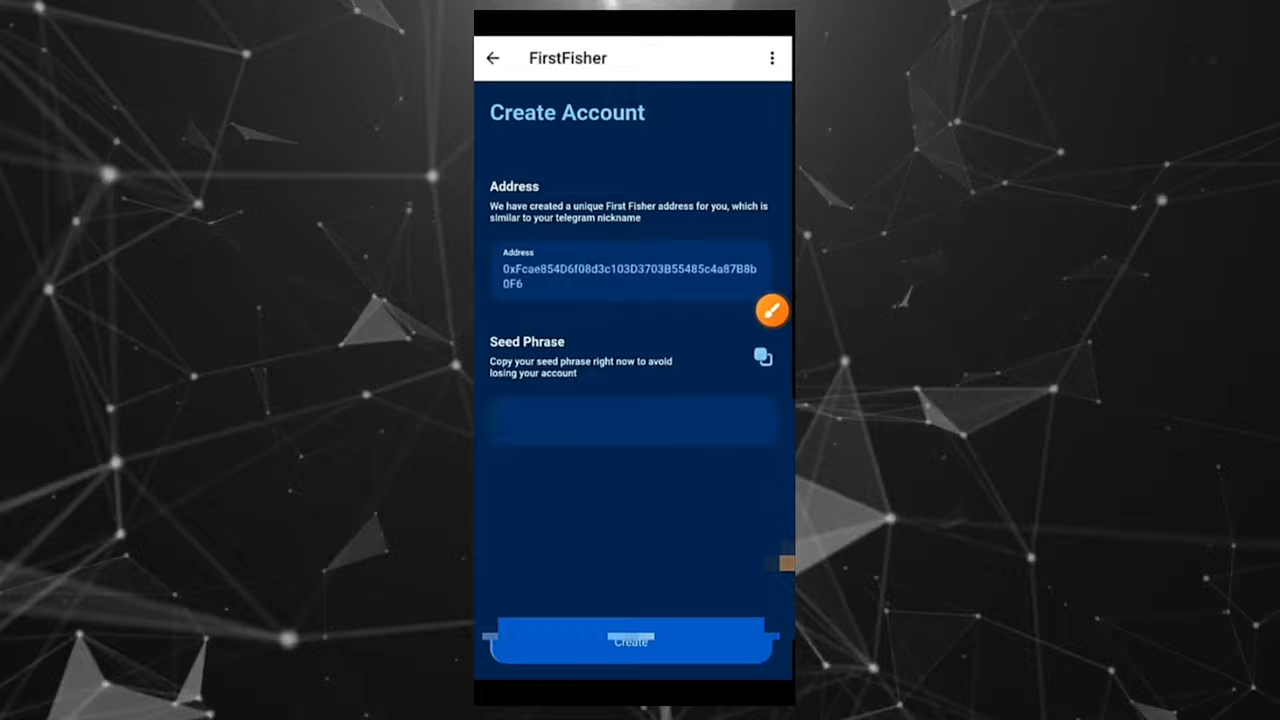 FirstFisher
Create Account
Address
We have created a unique First Fisher address for you, which is
similar to your telegram nickname
Address
0xFcae854D6f08d3c103D3703B55485c4a87B8b
0F6
Seed Phrase
Copy your seed phrase right now to avoid
losing your account
Create